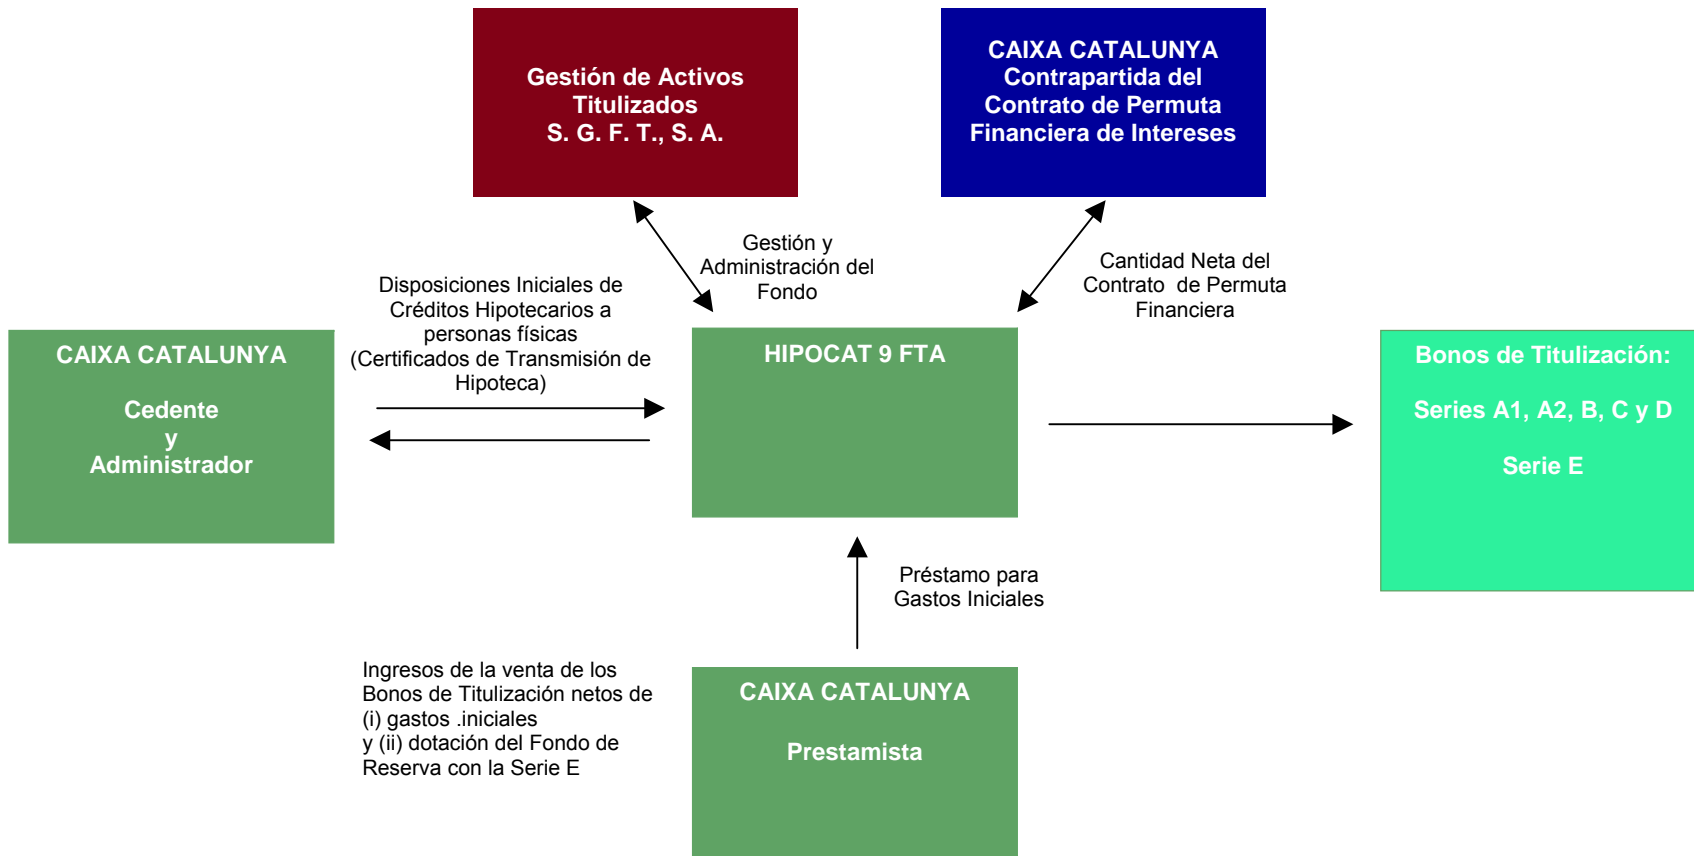 Gestión de Activos
Titulizados
S. G. F. T., S. A.
CAIXA CATALUNYA
Contrapartida del
Contrato de Permuta
Financiera de Intereses
Gestión y
Administración del
Fondo
Cantidad Neta del
Contrato de Permuta
Financiera
Disposiciones Iniciales de
Créditos Hipotecarios a
personas físicas
(Certificados de Transmisión de
Hipoteca)
CAIXA CATALUNYA
Cedente
y
Administrador
HIPOCAT 9 FTA
Bonos de Titulización:
Series A1, A2, B, C y D
Serie E
Préstamo para
Gastos Iniciales
Ingresos de la venta de los
Bonos de Titulización netos de
(i) gastos .iniciales
y (ii) dotación del Fondo de
Reserva con la Serie E
CAIXA CATALUNYA
Prestamista